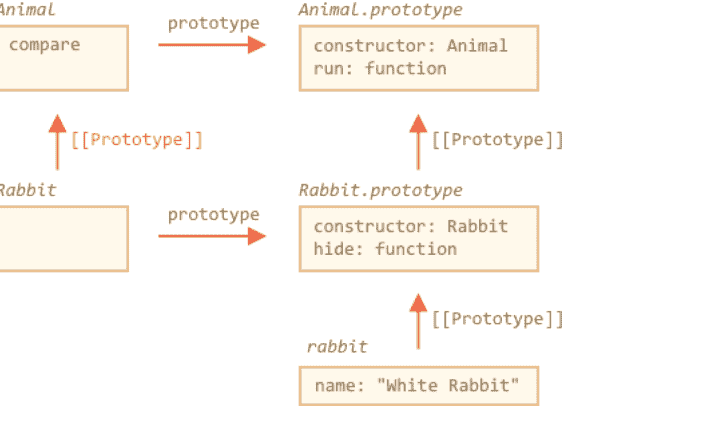 Animal
prototype
Animal.prototype
compare
constructor: Animal
run: function
[[Prototype]]
[[Prototype]]
Rabbit
prototype
Rabbit.prototype
constructor: Rabbit
hide: function
[[Prototype]]
rabbit
name: "White Rabbit"